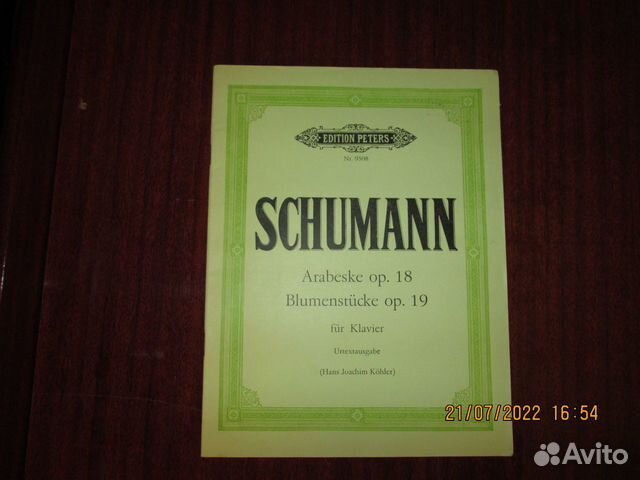 EDITION PETERS
Nr. 9508
SCHUMANN
Arabeske op. 18
Blumenstücke op. 19
für Klavier
Urtextausgabe
(Hans Joachim Köhler)
21/07/2022 16:54
Avito